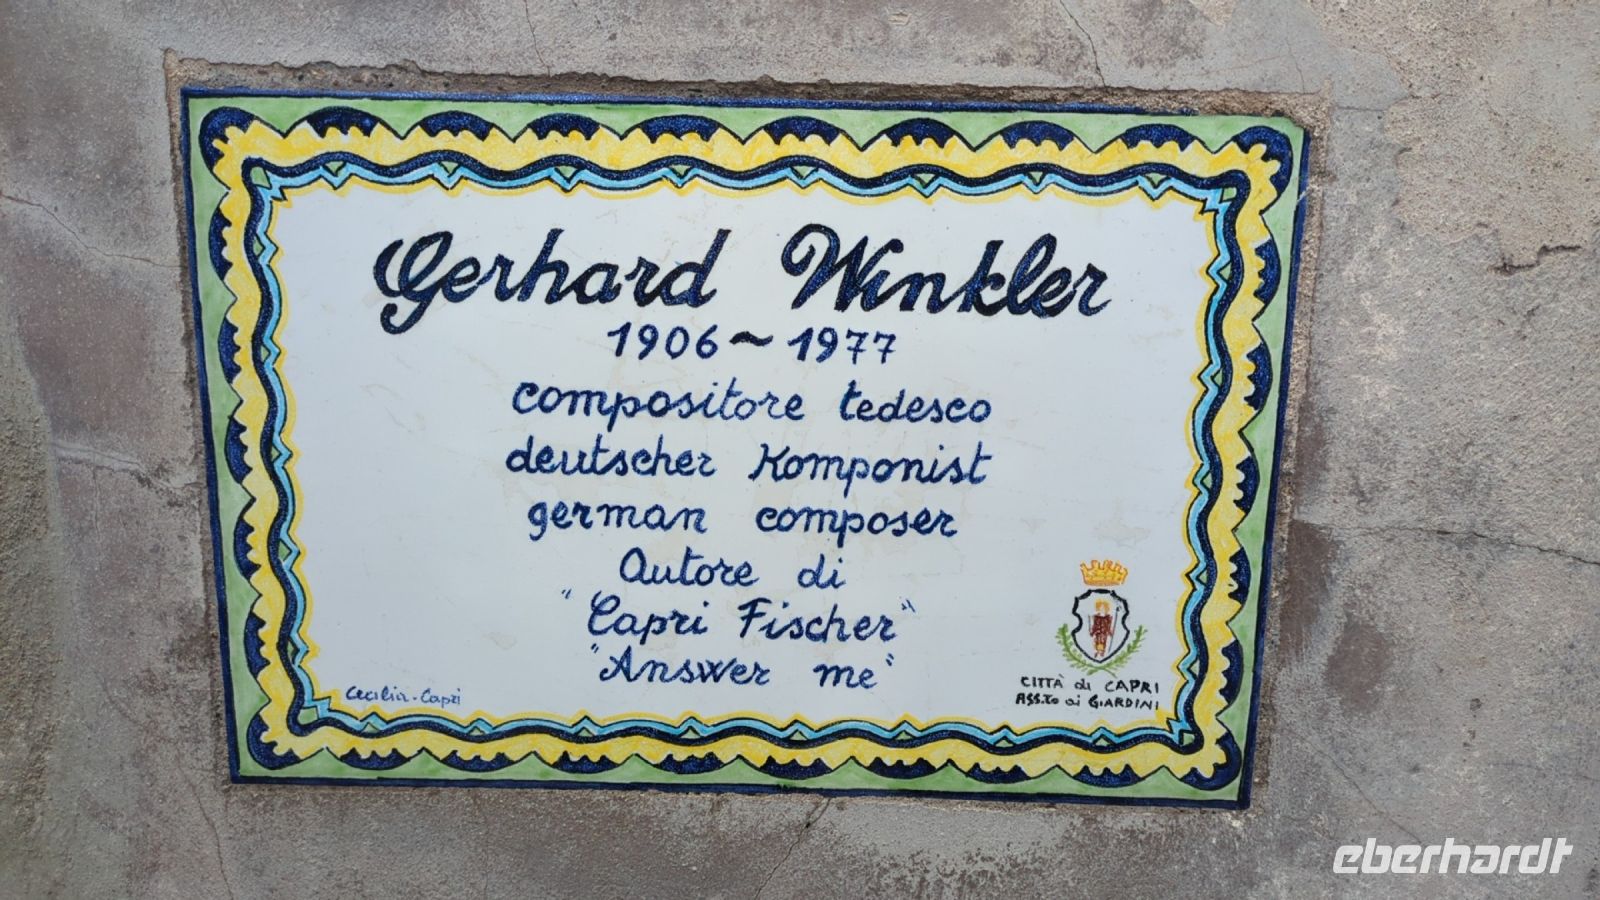 Gerhard Winkler
1906 ~ 1977
compositore tedesco
deutscher Komponist
german composer
Autore di
"Capri Fischer"
"Answer me"
Cecilia-Capri
CITTÀ di CAPRI
ASS.TO ai GIARDINI
eberhardt